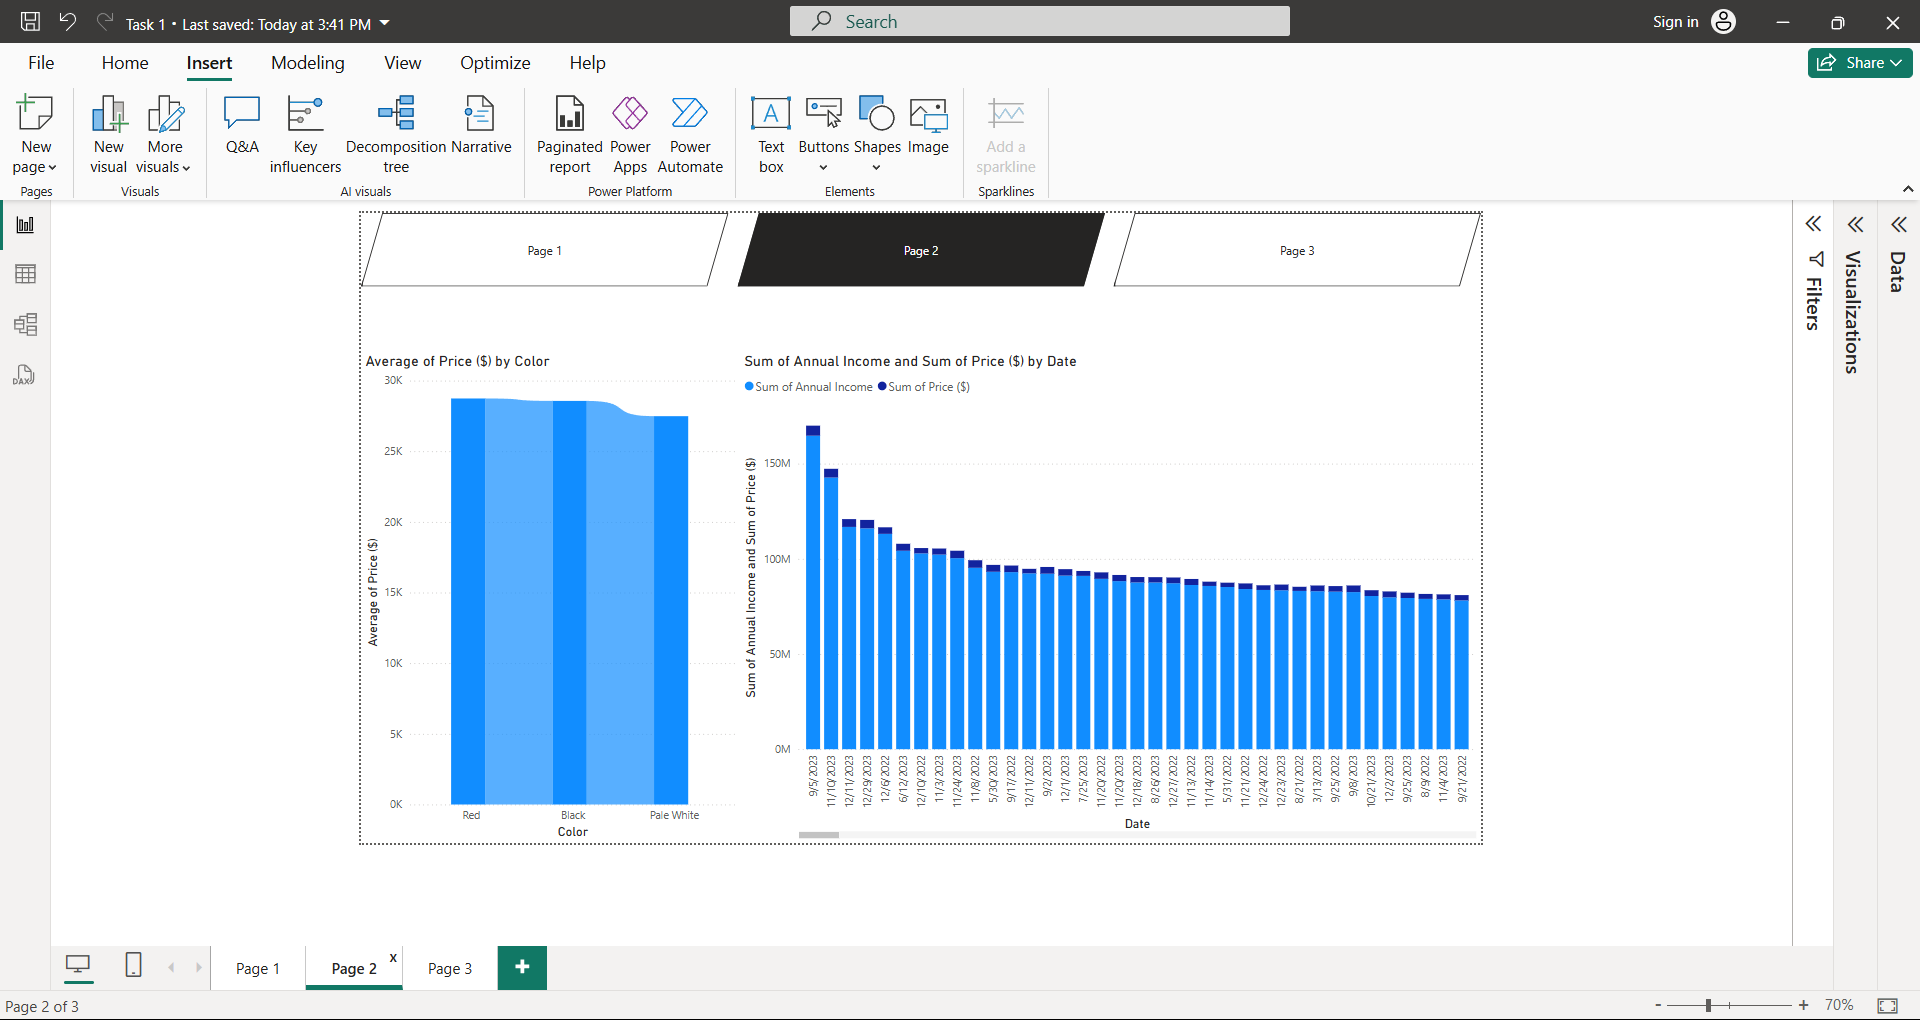 Task 1 • Last saved: Today at 3:41 PM
Search
Sign in
File Home Insert Modeling View Optimize Help
Share
New page
Pages
New visual
More visuals
Visuals
Q&A
Key influencers
Decomposition tree
Narrative
AI visuals
Paginated report
Power Apps
Power Automate
Power Platform
Text box
Buttons
Shapes
Image
Elements
Add a sparkline
Sparklines
Page 1
Page 2
Page 3
Filters
Visualizations
Data
DAX
Average of Price ($) by Color
30K
25K
20K
15K
10K
5K
0K
Average of Price ($)
Red Black Pale White
Color
Sum of Annual Income and Sum of Price ($) by Date
Sum of Annual Income Sum of Price ($)
Sum of Annual Income and Sum of Price ($)
150M
100M
50M
0M
9/5/2023
11/10/2023
12/11/2023
12/29/2023
12/6/2022
6/12/2023
12/10/2022
11/3/2023
11/24/2023
11/8/2022
5/30/2023
9/17/2022
12/11/2022
9/2/2023
12/1/2023
7/25/2023
11/20/2022
11/20/2023
12/18/2023
8/26/2023
12/27/2022
11/13/2022
11/14/2023
5/31/2022
11/21/2022
12/24/2022
12/23/2023
8/21/2022
3/13/2023
9/25/2022
9/8/2023
10/21/2023
12/2/2023
9/25/2023
8/9/2022
11/4/2023
9/21/2022
Date
Page 1
Page 2 x
Page 3
+
Page 2 of 3
- + 70%